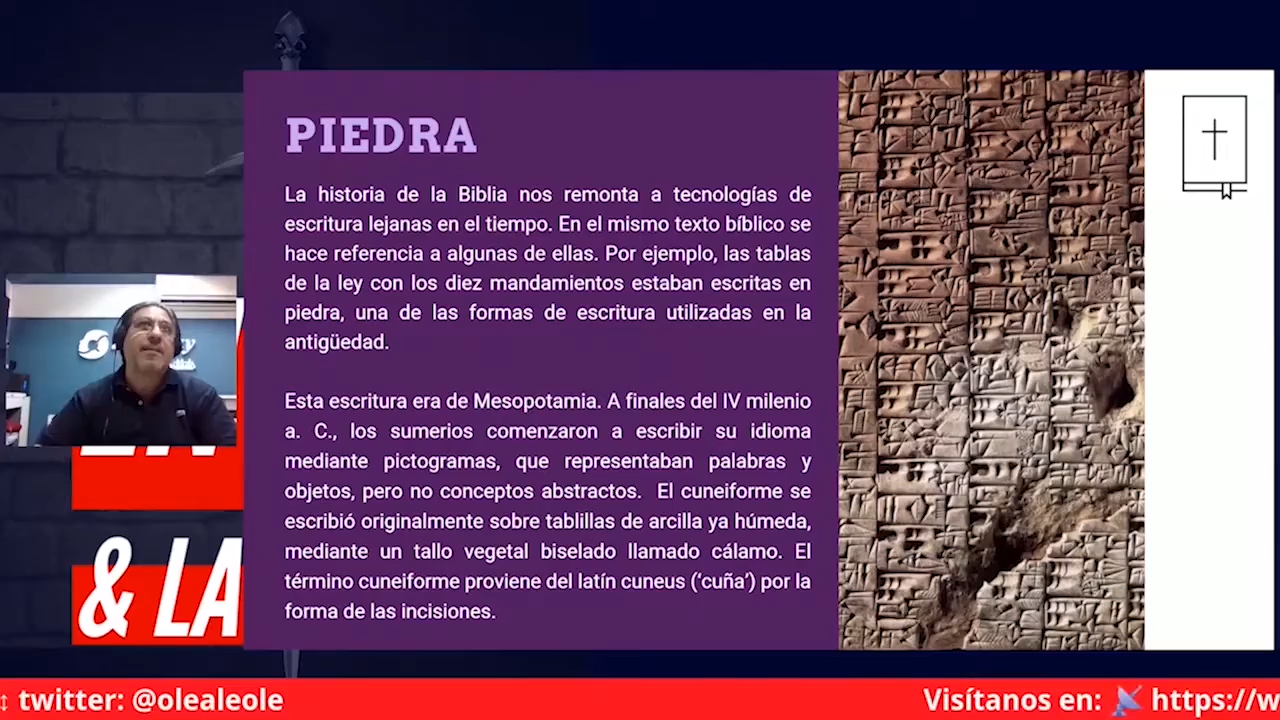 PIEDRA
La historia de la Biblia nos remonta a tecnologías de
escritura lejanas en el tiempo. En el mismo texto bíblico se
hace referencia a algunas de ellas. Por ejemplo, las tablas
de la ley con los diez mandamientos estaban escritas en
piedra, una de las formas de escritura utilizadas en la
antigüedad.
Esta escritura era de Mesopotamia. A finales del IV milenio
a. C., los sumerios comenzaron a escribir su idioma
mediante pictogramas, que representaban palabras y
objetos, pero no conceptos abstractos. El cuneiforme se
escribió originalmente sobre tablillas de arcilla ya húmeda,
mediante un tallo vegetal biselado llamado cálamo. El
término cuneiforme proviene del latín cuneus (‘cuña’) por la
forma de las incisiones.
& LA
twitter: @olealeole
Visítanos en: 📡 https://w